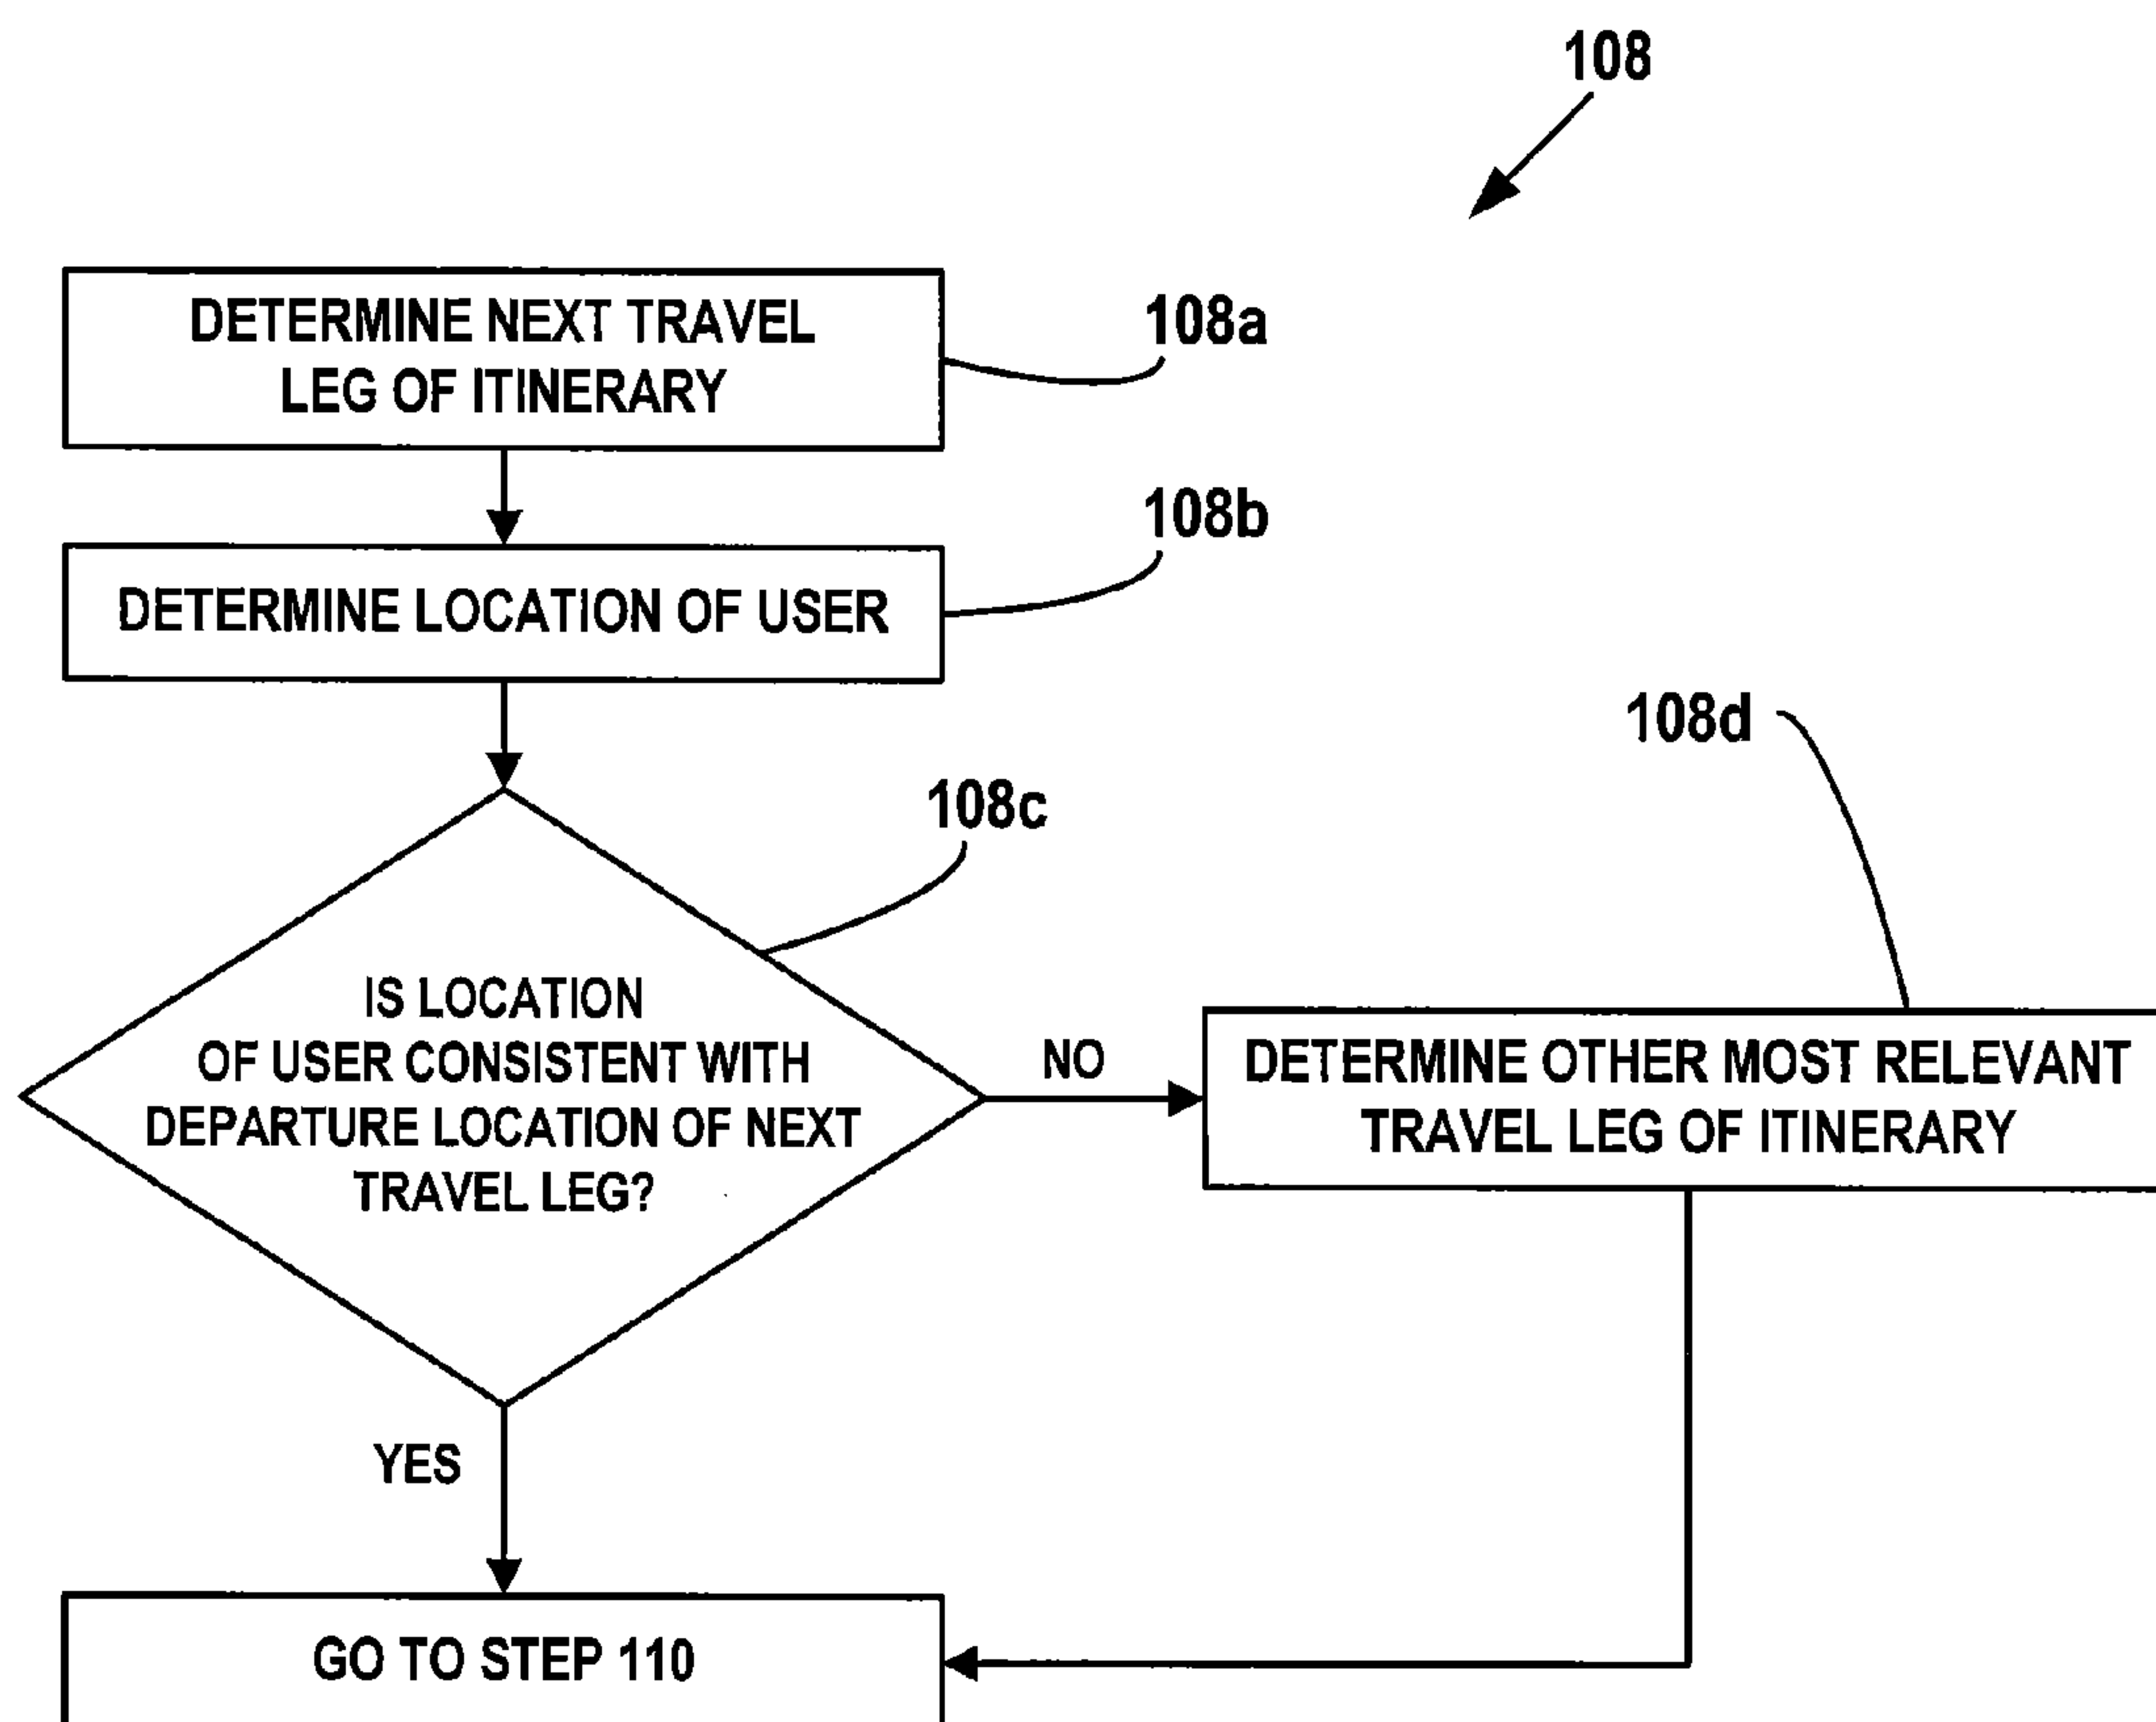 108
DETERMINE NEXT TRAVEL
LEG OF ITINERARY
108a
DETERMINE LOCATION OF USER
108b
108c
108d
IS LOCATION
OF USER CONSISTENT WITH
DEPARTURE LOCATION OF NEXT
TRAVEL LEG?
NO
DETERMINE OTHER MOST RELEVANT
TRAVEL LEG OF ITINERARY
YES
GO TO STEP 110